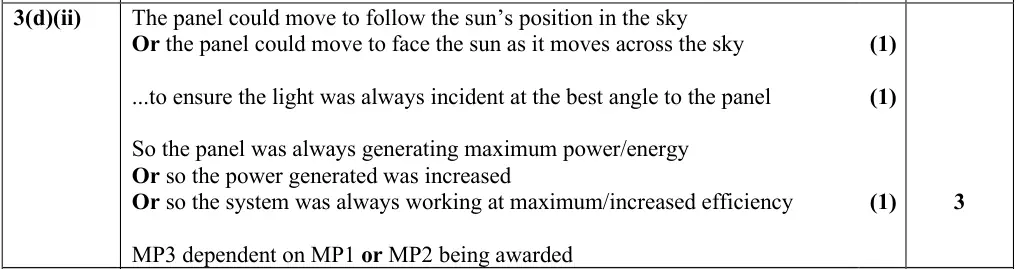 3(d)(ii) The panel could move to follow the sun’s position in the sky
Or the panel could move to face the sun as it moves across the sky (1)
...to ensure the light was always incident at the best angle to the panel (1)
So the panel was always generating maximum power/energy
Or so the power generated was increased
Or so the system was always working at maximum/increased efficiency (1) 3
MP3 dependent on MP1 or MP2 being awarded